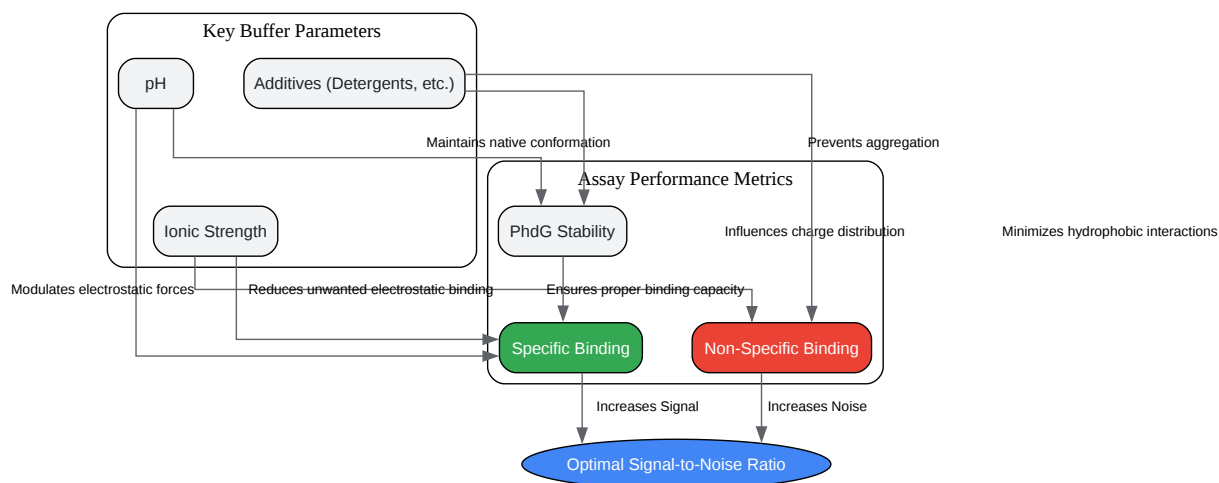 Key Buffer Parameters
pH
Additives (Detergents, etc.)
Maintains native conformation
Prevents aggregation
Assay Performance Metrics
Ionic Strength
PhdG Stability
Influences charge distribution
Minimizes hydrophobic interactions
Modulates electrostatic forces
Reduces unwanted electrostatic binding
Ensures proper binding capacity
Specific Binding
Non-Specific Binding
Increases Signal
Increases Noise
Optimal Signal-to-Noise Ratio